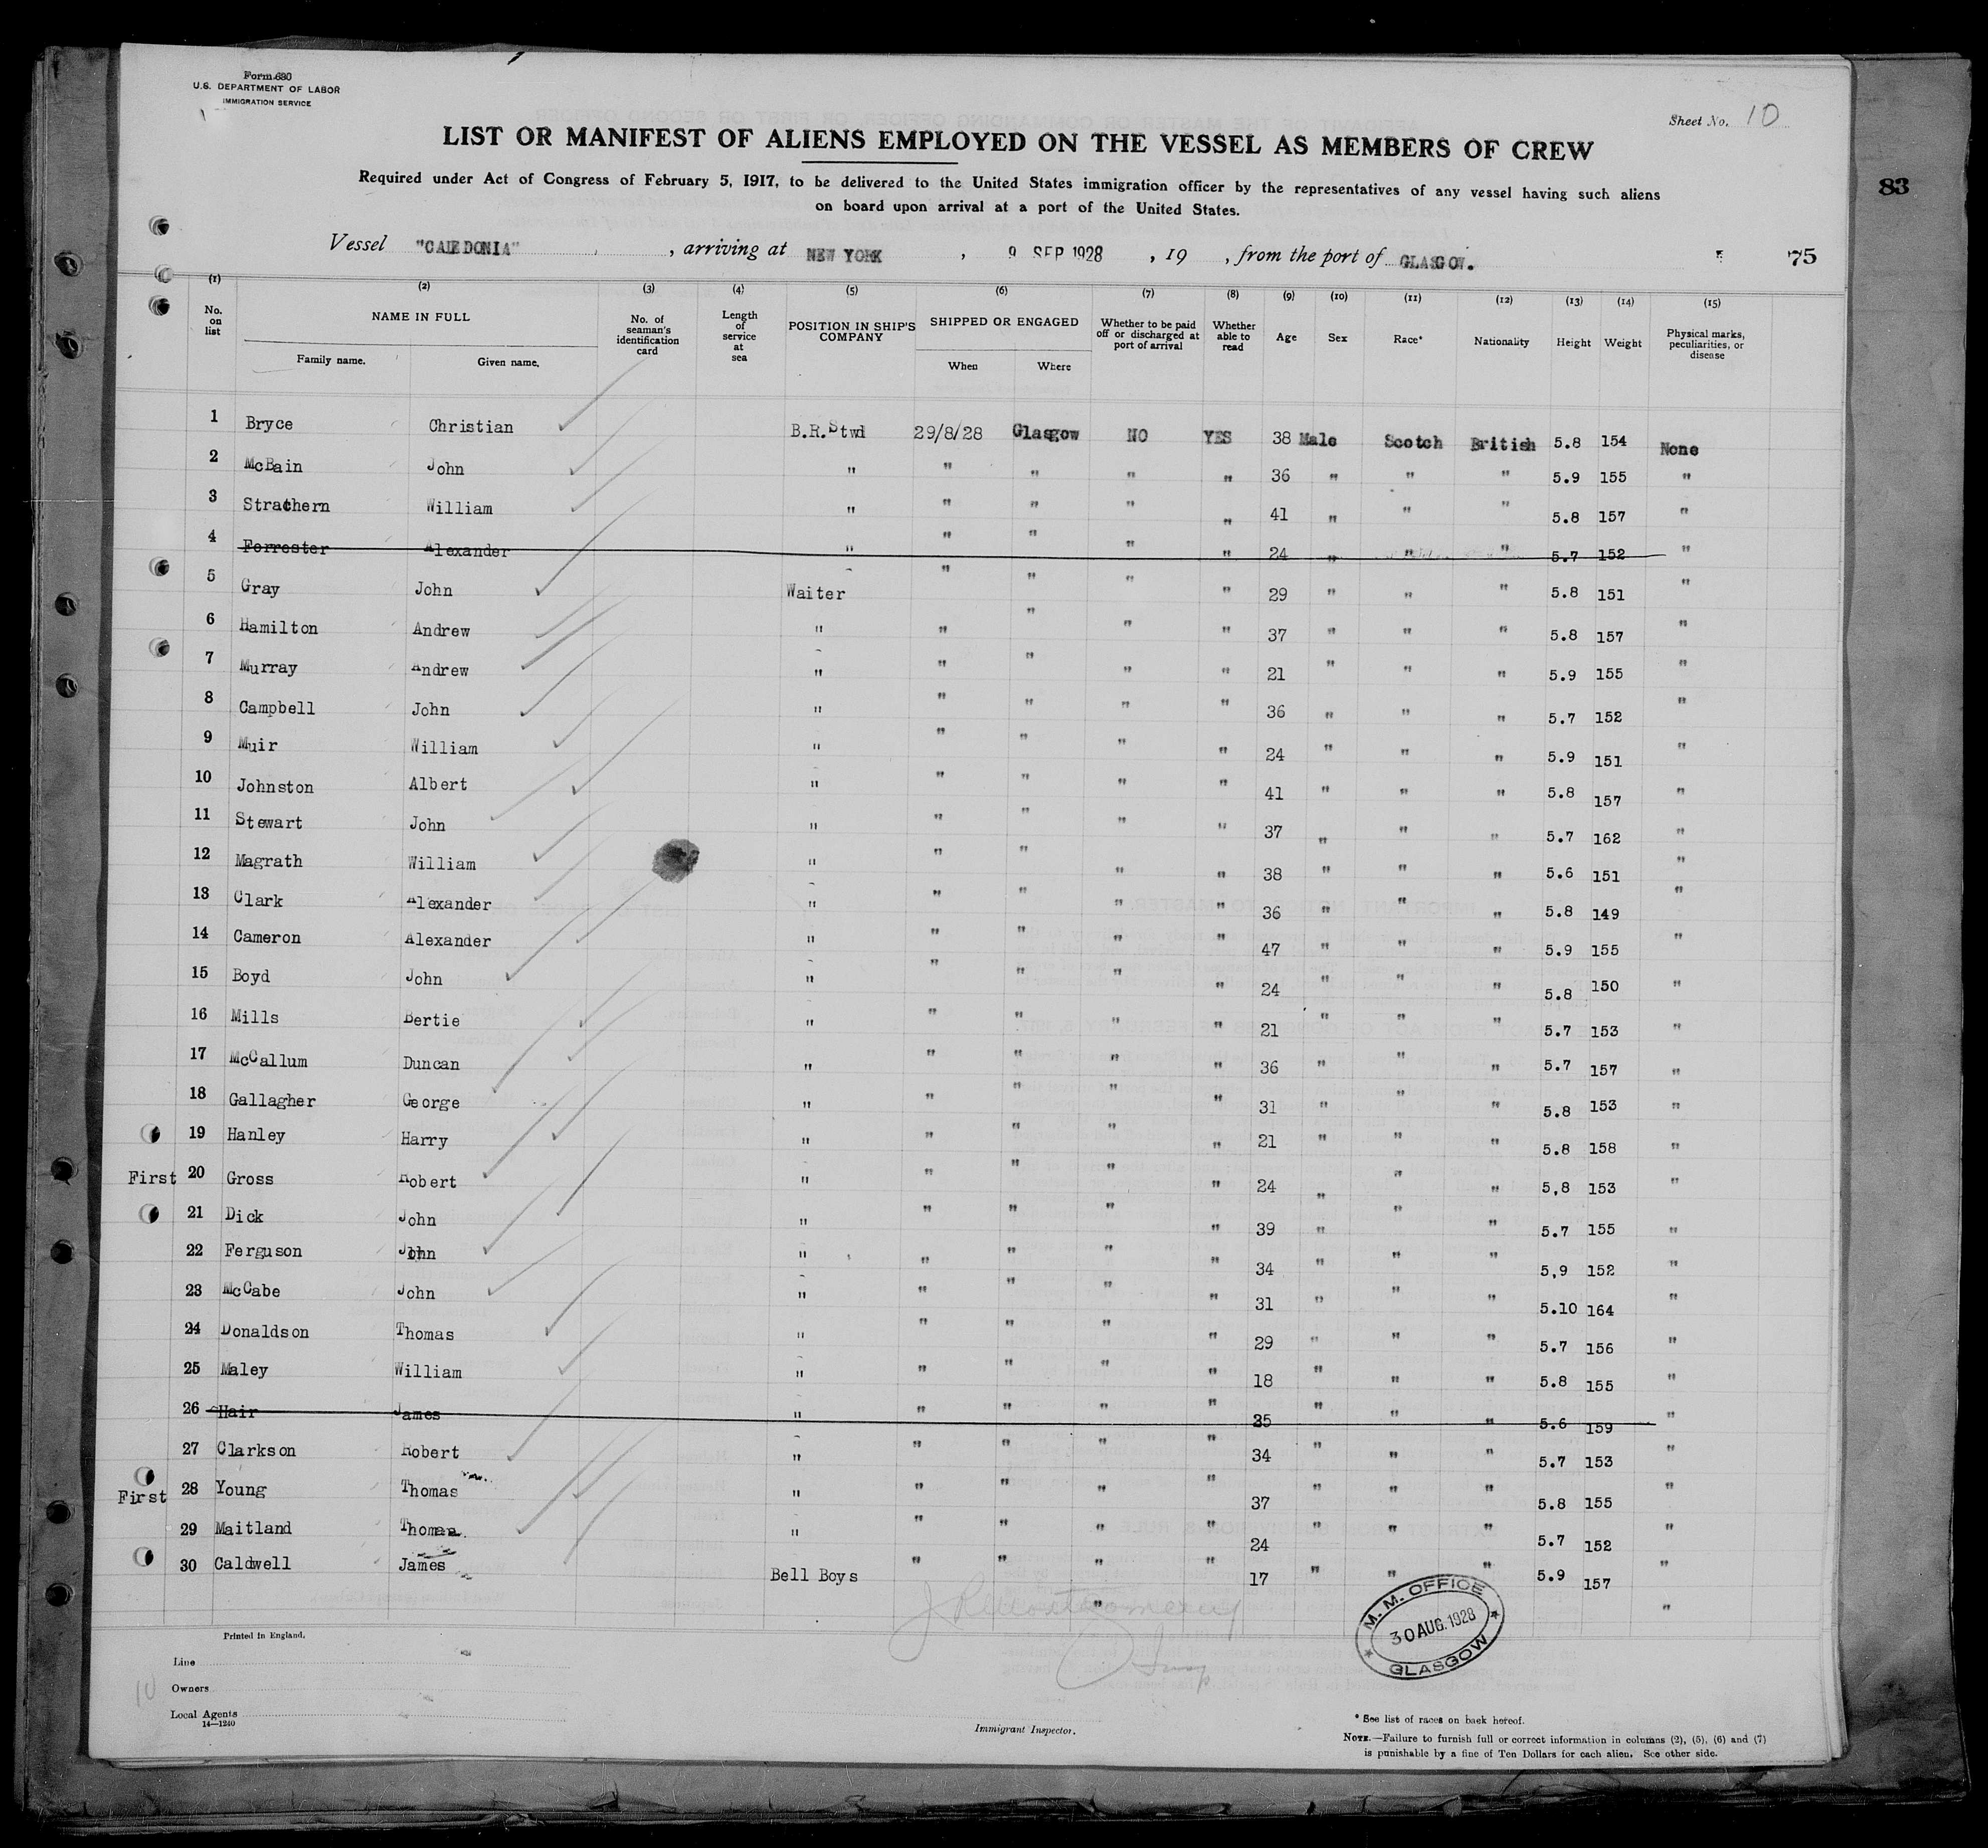 Form 680
U.S. DEPARTMENT OF LABOR
IMMIGRATION SERVICE
Sheet No. 10
LIST OR MANIFEST OF ALIENS EMPLOYED ON THE VESSEL AS MEMBERS OF CREW
Required under Act of Congress of February 5, 1917, to be delivered to the United States immigration officer by the representatives of any vessel having such aliens
on board upon arrival at a port of the United States.
83
Vessel "CALEDONIA", arriving at NEW YORK, 9 SEP 1928, 19 , from the port of GLASGOW. 75
(1) (2) (3) (4) (5) (6) (7) (8) (9) (10) (11) (12) (13) (14) (15)
No. on list NAME IN FULL Family name. Given name. No. of seaman's identification card Length of service at sea POSITION IN SHIP'S COMPANY SHIPPED OR ENGAGED When Where Whether to be paid off or discharged at port of arrival Whether able to read Age Sex Race* Nationality Height Weight Physical marks, peculiarities, or disease
1 Bryce Christian B.R.Stwd 29/8/28 Glasgow NO YES 38 Male Scotch British 5.8 154 None
2 McBain John " " " " " 36 " " " 5.9 155 "
3 Strathern William " " " " " 41 " " " 5.8 157 "
4 Forrester Alexander " " " " " 24 " " " 5.7 152 "
5 Gray John Waiter " " " " 29 " " " 5.8 151 "
6 Hamilton Andrew " " " " " 37 " " " 5.8 157 "
7 Murray Andrew " " " " " 21 " " " 5.9 155 "
8 Campbell John " " " " " 36 " " " 5.7 152 "
9 Muir William " " " " " 24 " " " 5.9 151 "
10 Johnston Albert " " " " " 41 " " " 5.8 157 "
11 Stewart John " " " " " 37 " " " 5.7 162 "
12 Magrath William " " " " " 38 " " " 5.6 151 "
13 Clark Alexander " " " " " 36 " " " 5.8 149 "
14 Cameron Alexander " " " " " 47 " " " 5.9 155 "
15 Boyd John " " " " " 24 " " " 5.8 150 "
16 Mills Bertie " " " " " 21 " " " 5.7 153 "
17 McCallum Duncan " " " " " 36 " " " 5.7 157 "
18 Gallagher George " " " " " 31 " " " 5.8 153 "
19 Hanley Harry " " " " " 21 " " " 5.8 158 "
First 20 Gross Robert " " " " " 24 " " " 5,8 153 "
21 Dick John " " " " " 39 " " " 5.7 155 "
22 Ferguson John " " " " " 34 " " " 5,9 152 "
23 McCabe John " " " " " 31 " " " 5.10 164 "
24 Donaldson Thomas " " " " " 29 " " " 5.7 156 "
25 Maley William " " " " " 18 " " " 5.8 155 "
26 Hair James " " " " " 35 " " " 5.6 159 "
27 Clarkson Robert " " " " " 34 " " " 5.7 153 "
First 28 Young Thomas " " " " " 37 " " " 5.8 155 "
29 Maitland Thomas " " " " " 24 " " " 5.7 152 "
30 Caldwell James Bell Boys " " " " 17 " " " 5.9 157 "
" "
M. M. OFFICE
30 AUG. 1928
GLASGOW
Printed in England.
Line
10
Owners
Local Agents
14—1240
Immigrant Inspector.
* See list of races on back hereof.
NOTE.—Failure to furnish full or correct information in columns (2), (5), (6) and (7)
is punishable by a fine of Ten Dollars for each alien. See other side.